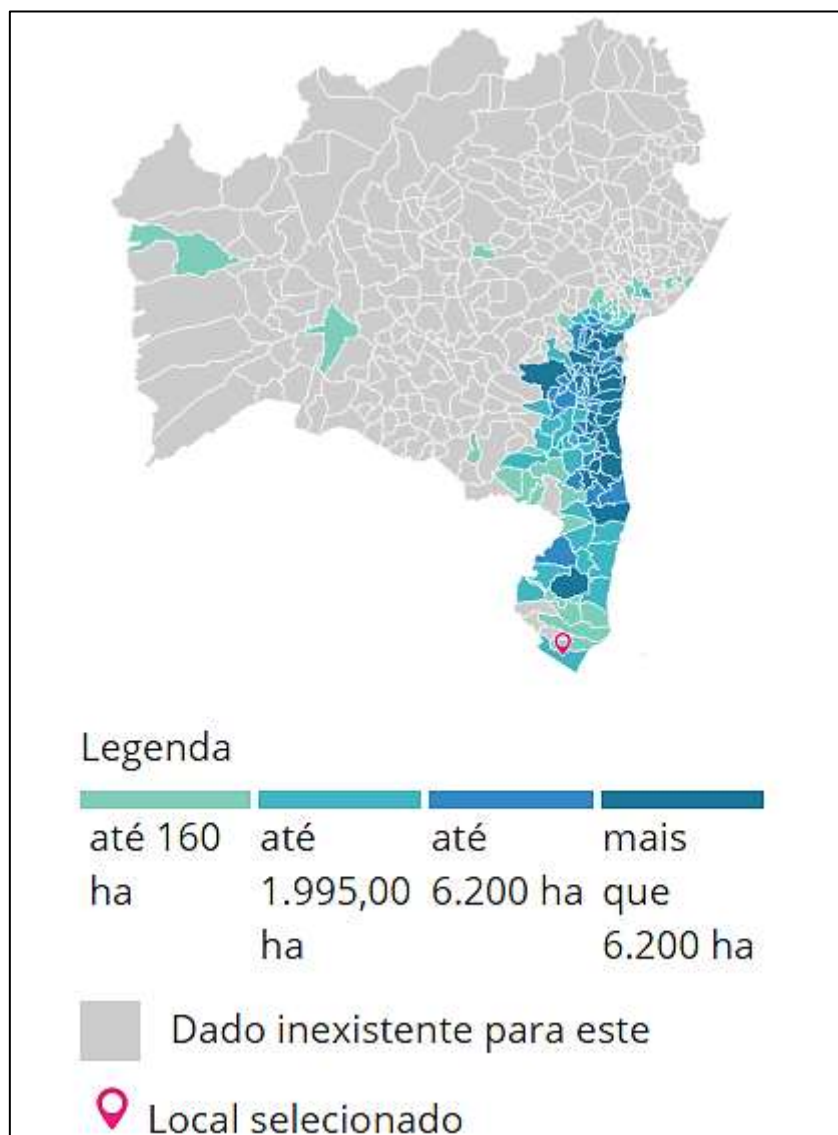 Legenda
até 160
ha
até
1.995,00
ha
até
6.200 ha
mais
que
6.200 ha
Dado inexistente para este
Local selecionado